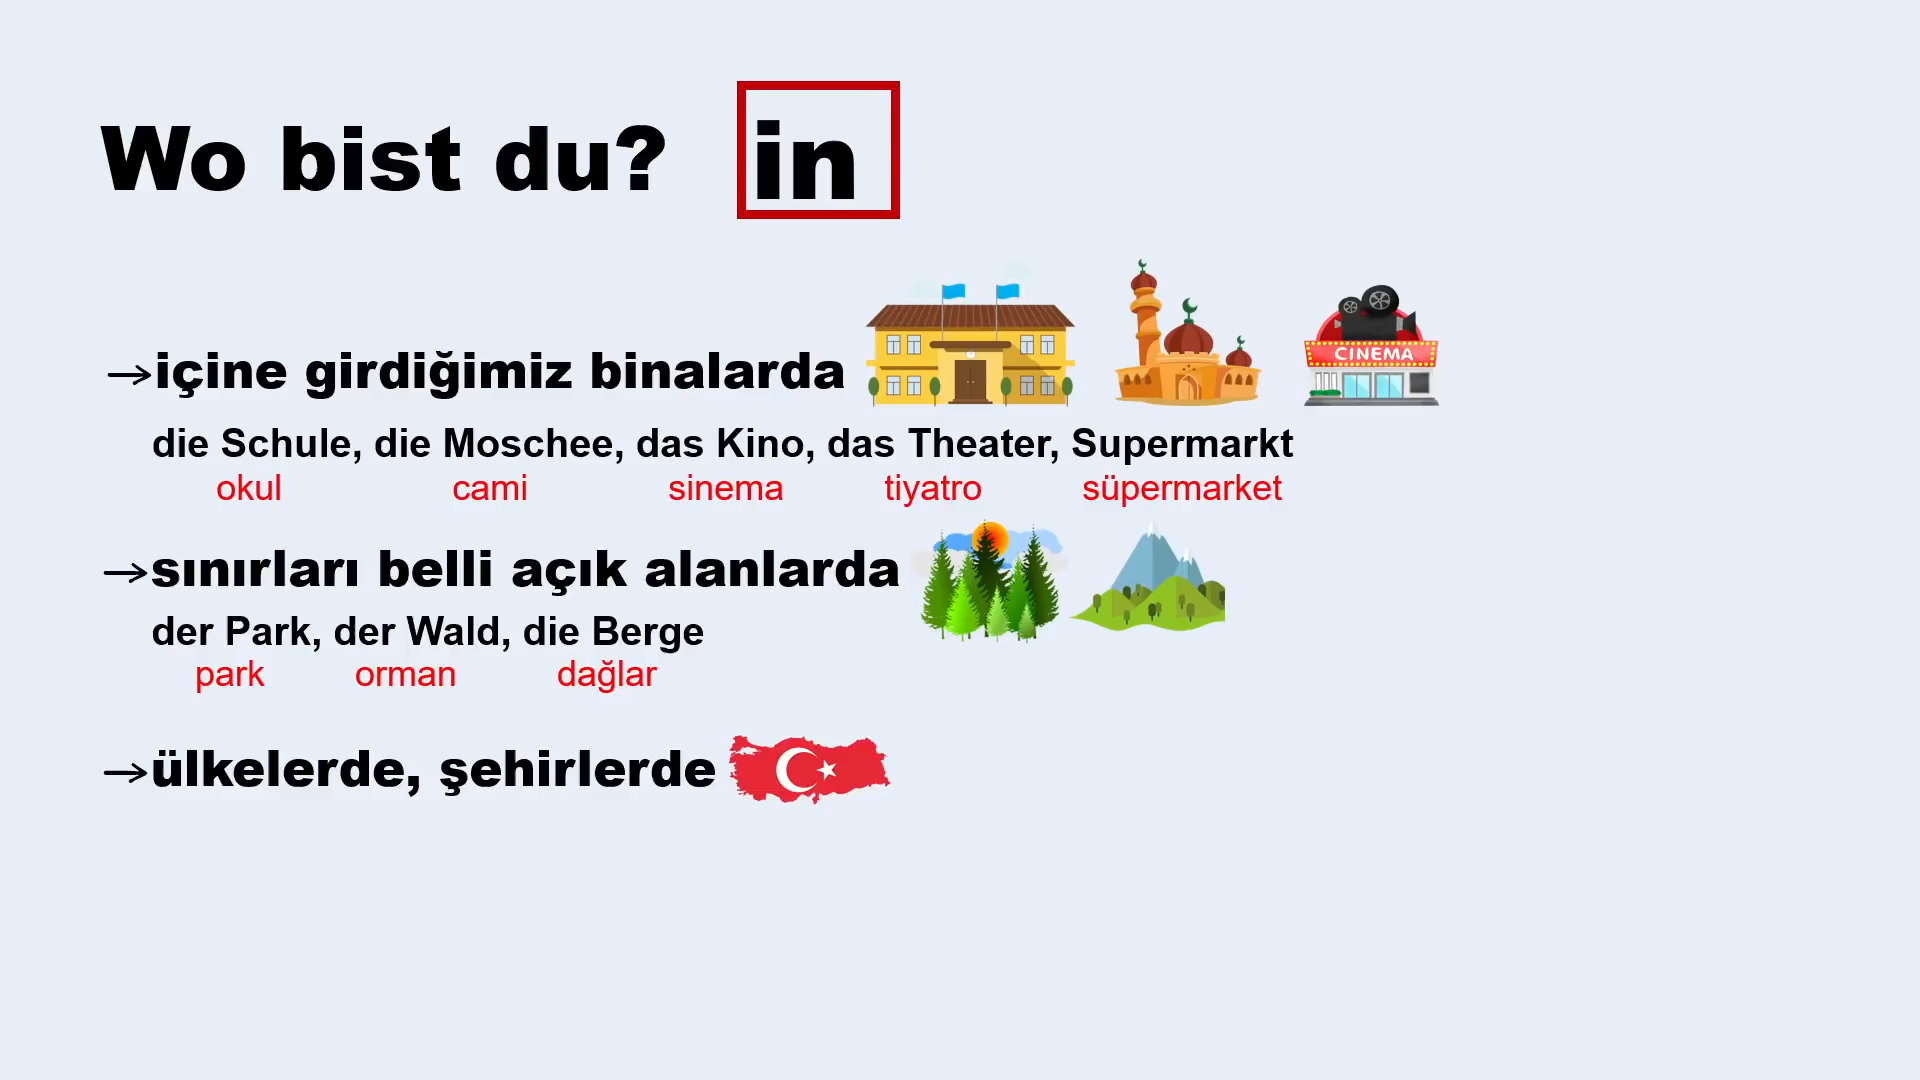 Wo bist du? in
→içine girdiğimiz binalarda
CINEMA
die Schule, die Moschee, das Kino, das Theater, Supermarkt
okul cami sinema tiyatro süpermarket
→sınırları belli açık alanlarda
der Park, der Wald, die Berge
park orman dağlar
→ülkelerde, şehirlerde